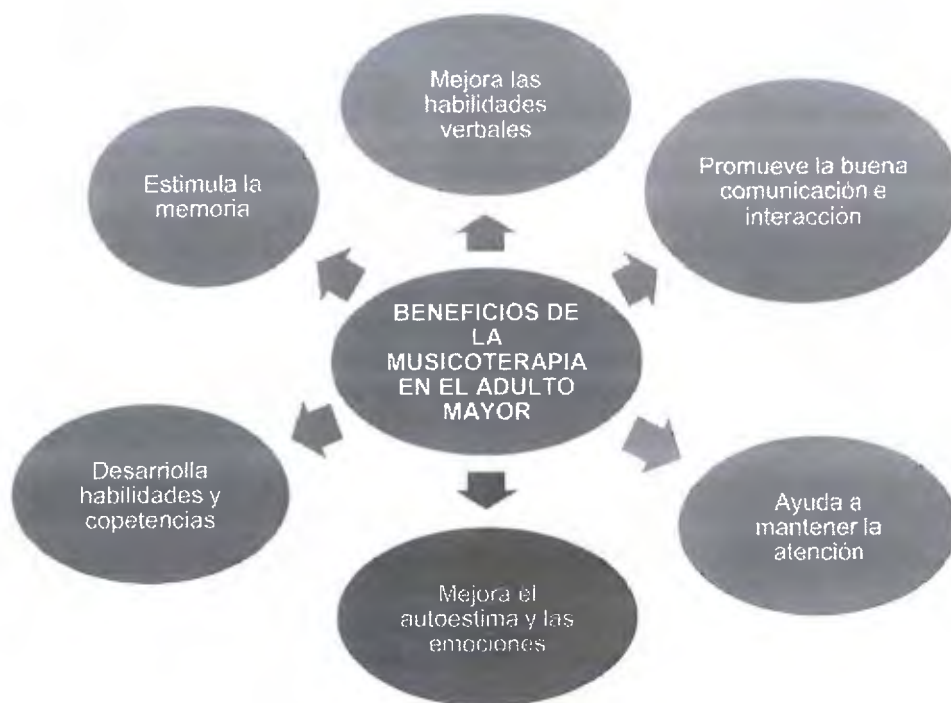 Mejora las
habilidades
verbales
Promueve la buena
comunicación e
interacción
Estimula la
memoria
BENEFICIOS DE
LA
MUSICOTERAPIA
EN EL ADULTO
MAYOR
Desarriolla
habilidades y
copetencias
Ayuda a
mantener la
atención
Mejora el
autoestima y las
emociones